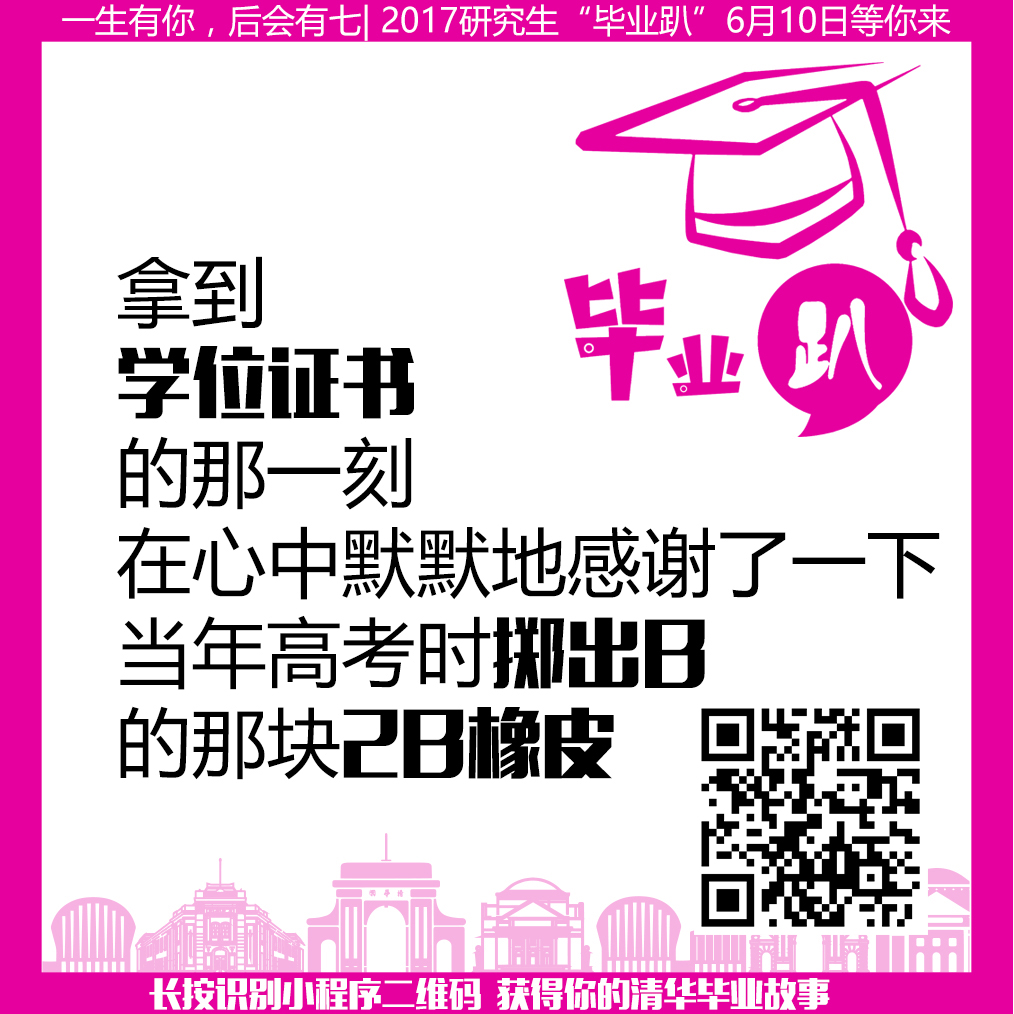 一生有你，后会有七| 2017研究生“毕业趴”6月10日等你来
毕业趴
拿到
学位证书
的那一刻
在心中默默地感谢了一下
当年高考时掷出B
的那块2B橡皮
長按识别小程序二维码 获得你的清华毕业故事